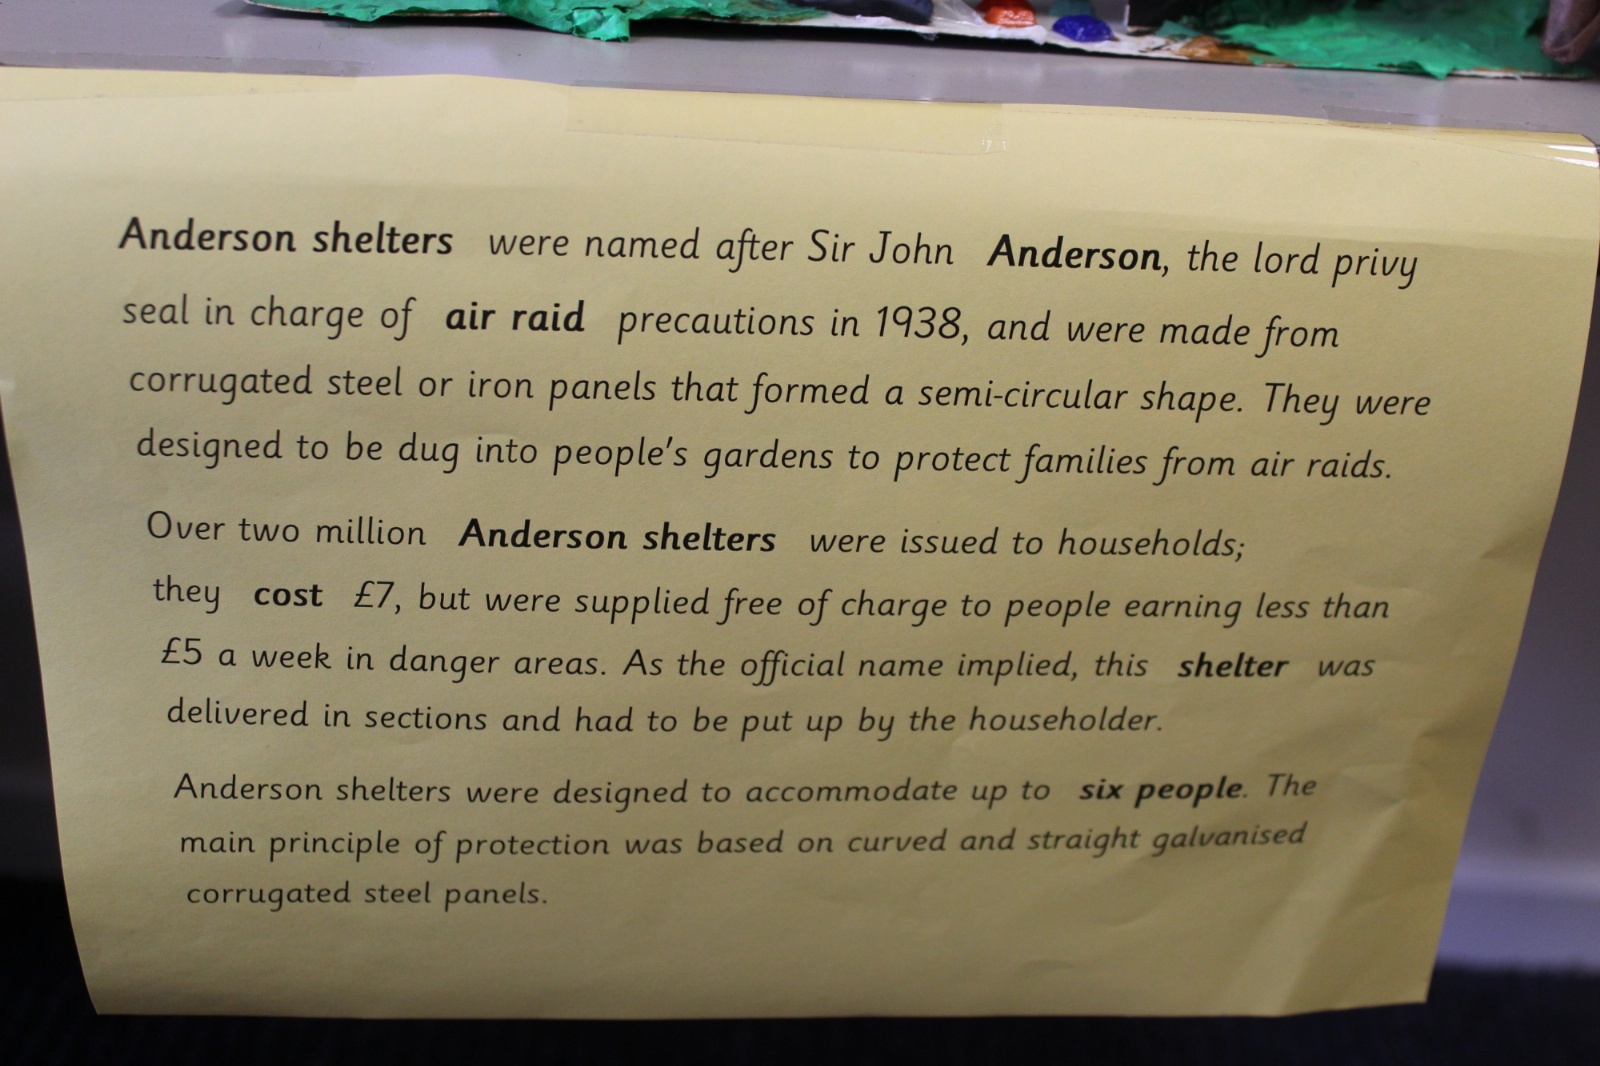 Anderson shelters were named after Sir John Anderson, the lord privy
seal in charge of air raid precautions in 1938, and were made from
corrugated steel or iron panels that formed a semi-circular shape. They were
designed to be dug into people's gardens to protect families from air raids.
Over two million Anderson shelters were issued to households;
they cost £7, but were supplied free of charge to people earning less than
£5 a week in danger areas. As the official name implied, this shelter was
delivered in sections and had to be put up by the householder.
Anderson shelters were designed to accommodate up to six people. The
main principle of protection was based on curved and straight galvanised
corrugated steel panels.